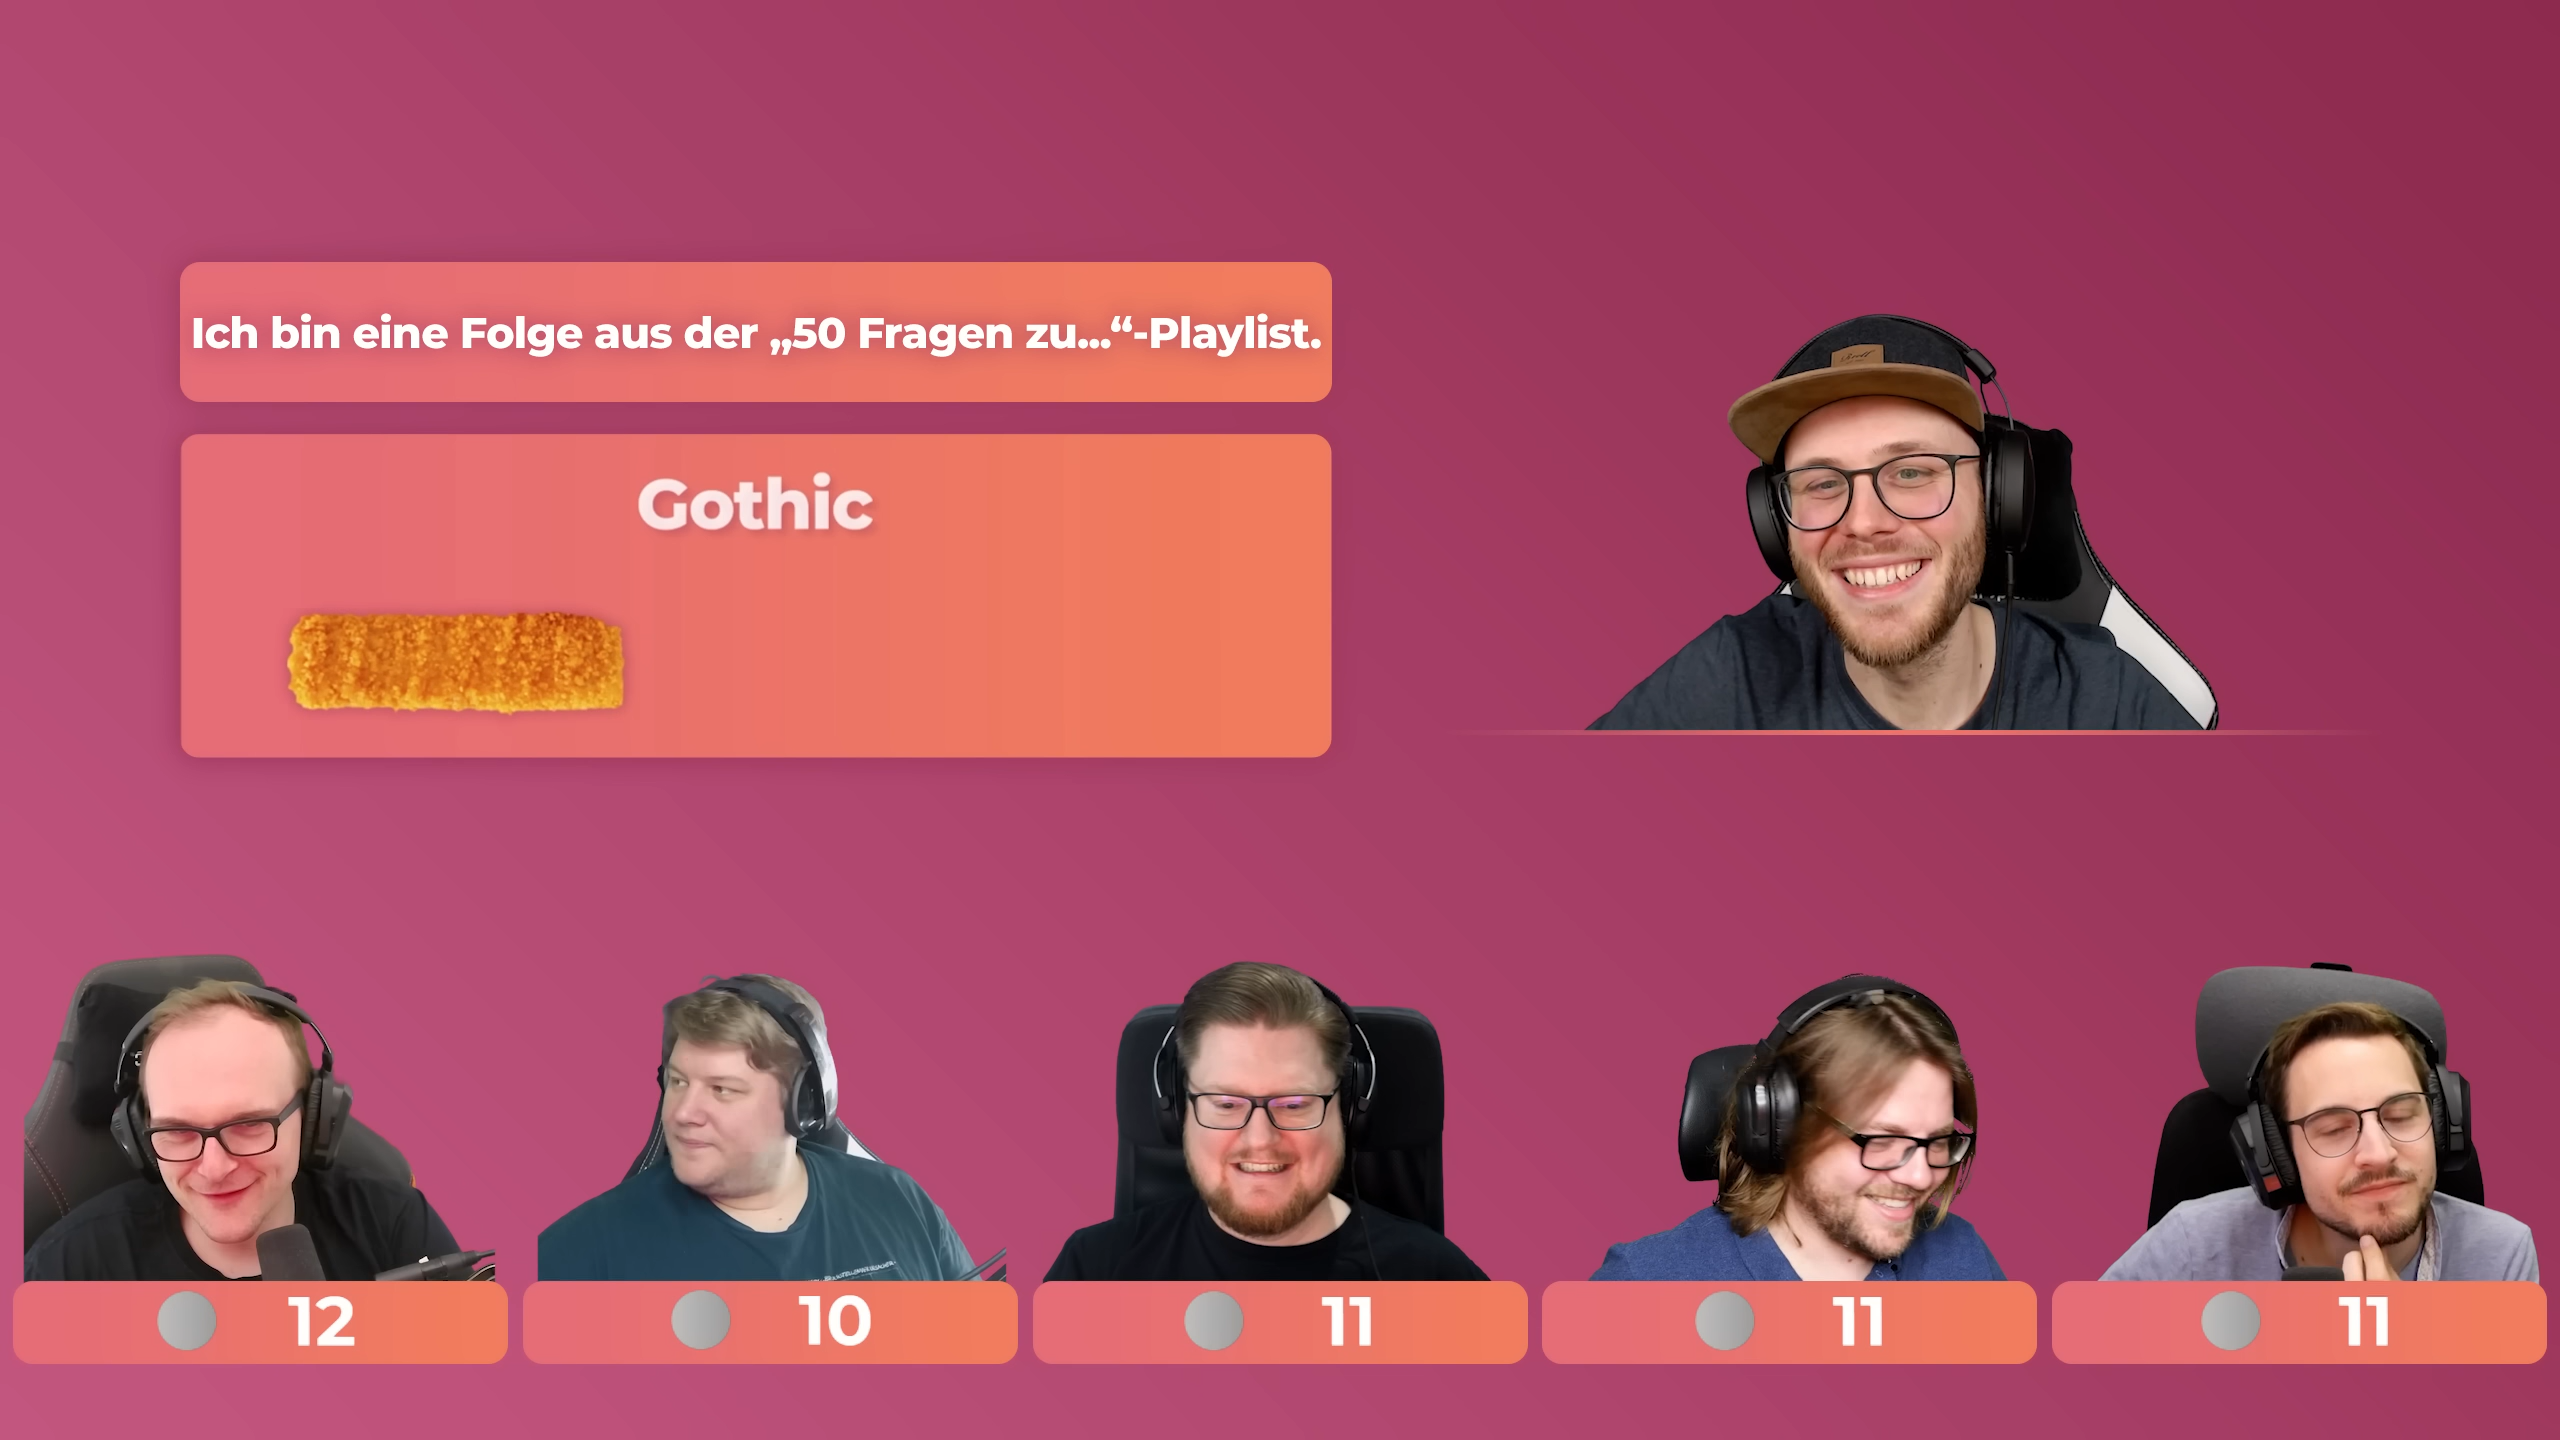 Ich bin eine Folge aus der „50 Fragen zu...“-Playlist.
Gothic
12
10
11
11
11